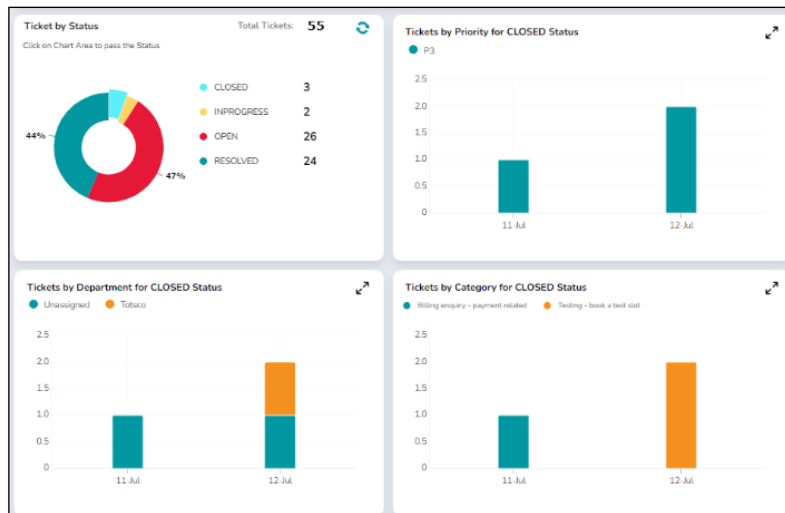 Ticket by Status
Total Tickets: 55
Click on Chart Area to pass the Status
CLOSED 3
INPROGRESS 2
OPEN 26
RESOLVED 24
44%
47%
Tickets by Priority for CLOSED Status
P3
2.5
2.0
1.5
1.0
0.5
0
11-Jul
12-Jul
Tickets by Department for CLOSED Status
Unassigned Totsco
2.5
2.0
1.5
1.0
0.5
0
11-Jul
12-Jul
Tickets by Category for CLOSED Status
Billing enquiry - payment related Testing - book a test slot
2.5
2.0
1.5
1.0
0.5
0
11-Jul
12-Jul